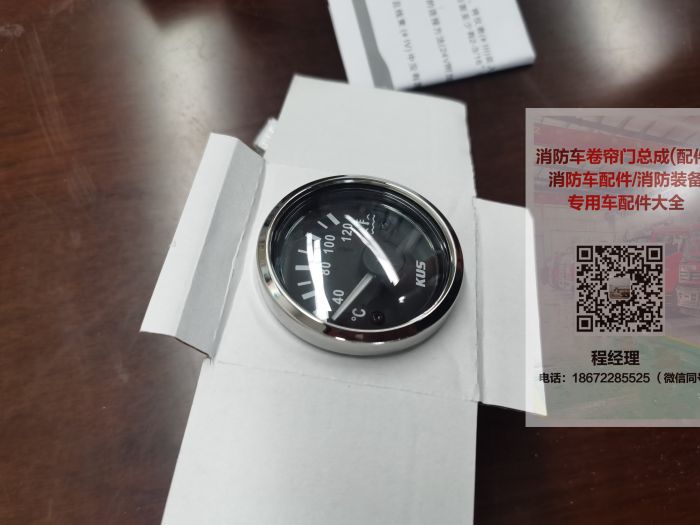 消防车卷帘门总成(配件
消防车配件/消防装备
专用车配件大全
程经理
电话：18672285525（微信同号
120
100
80
40
°C
KUS